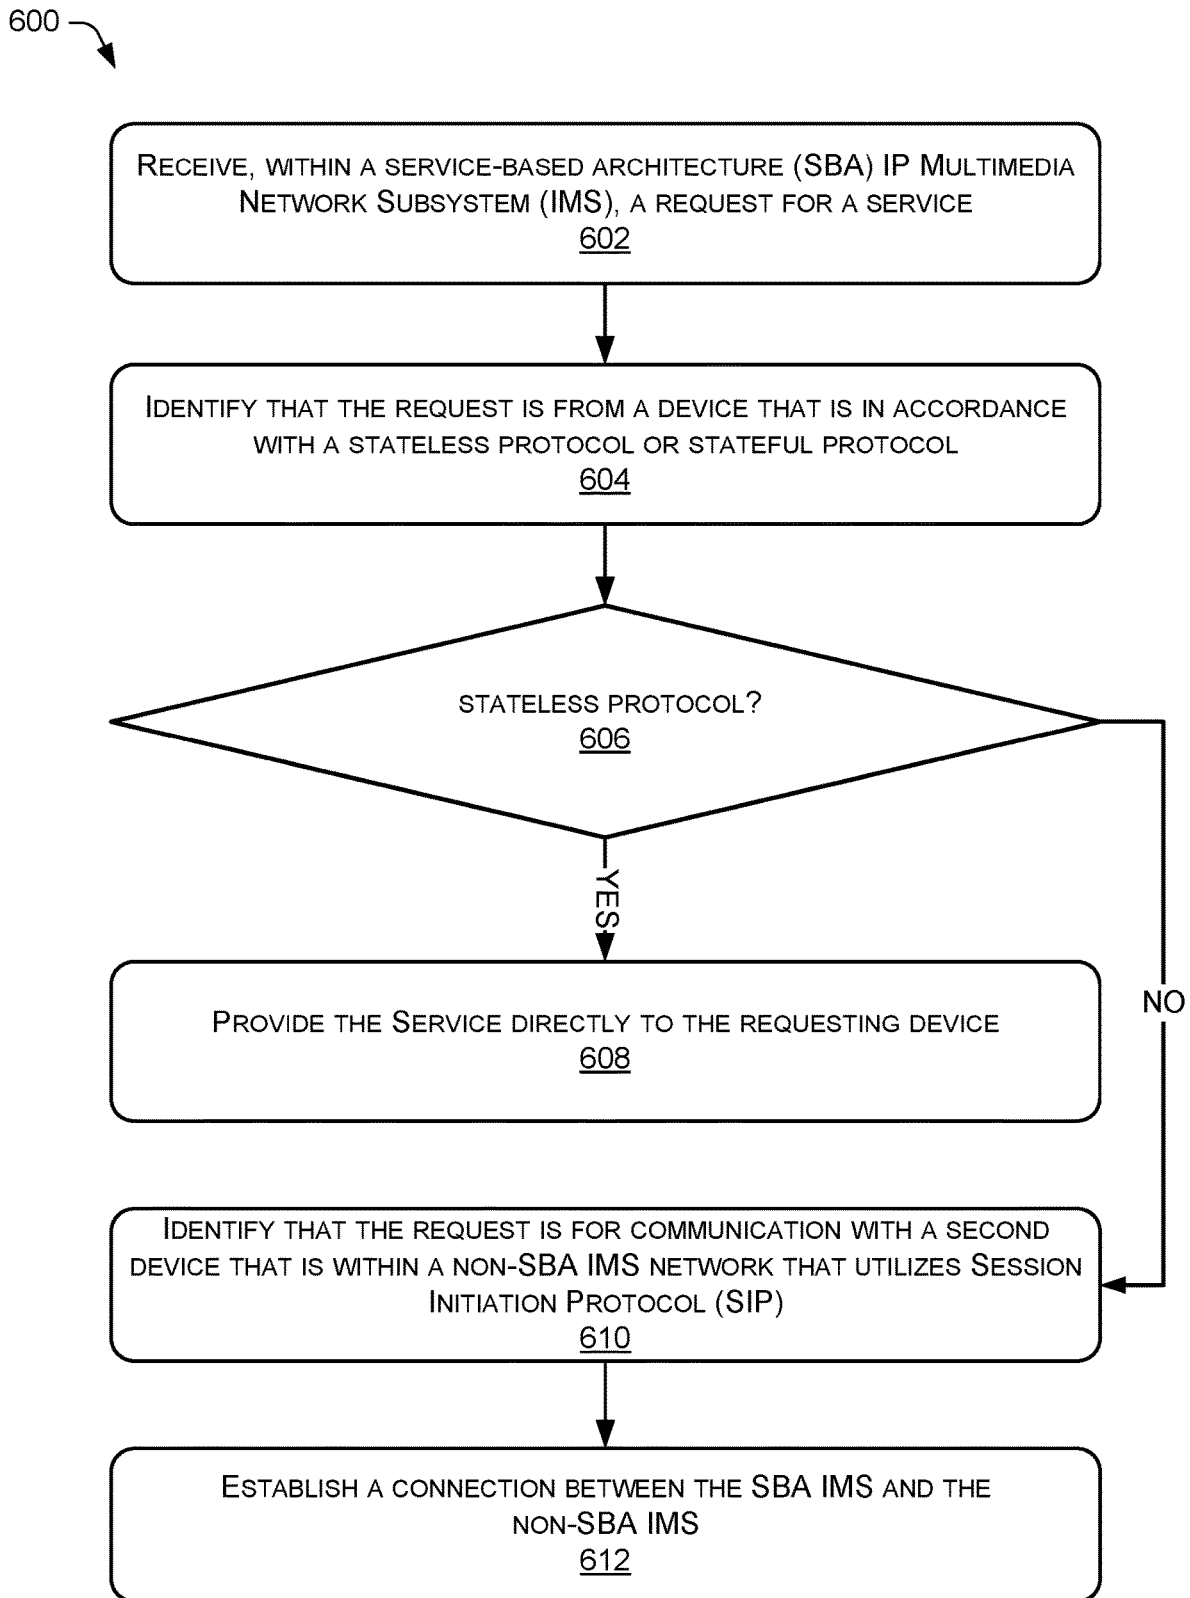 600
RECEIVE, WITHIN A SERVICE-BASED ARCHITECTURE (SBA) IP MULTIMEDIA
NETWORK SUBSYSTEM (IMS), A REQUEST FOR A SERVICE
602
IDENTIFY THAT THE REQUEST IS FROM A DEVICE THAT IS IN ACCORDANCE
WITH A STATELESS PROTOCOL OR STATEFUL PROTOCOL
604
STATELESS PROTOCOL?
606
YES
NO
PROVIDE THE SERVICE DIRECTLY TO THE REQUESTING DEVICE
608
IDENTIFY THAT THE REQUEST IS FOR COMMUNICATION WITH A SECOND
DEVICE THAT IS WITHIN A NON-SBA IMS NETWORK THAT UTILIZES SESSION
INITIATION PROTOCOL (SIP)
610
ESTABLISH A CONNECTION BETWEEN THE SBA IMS AND THE
NON-SBA IMS
612